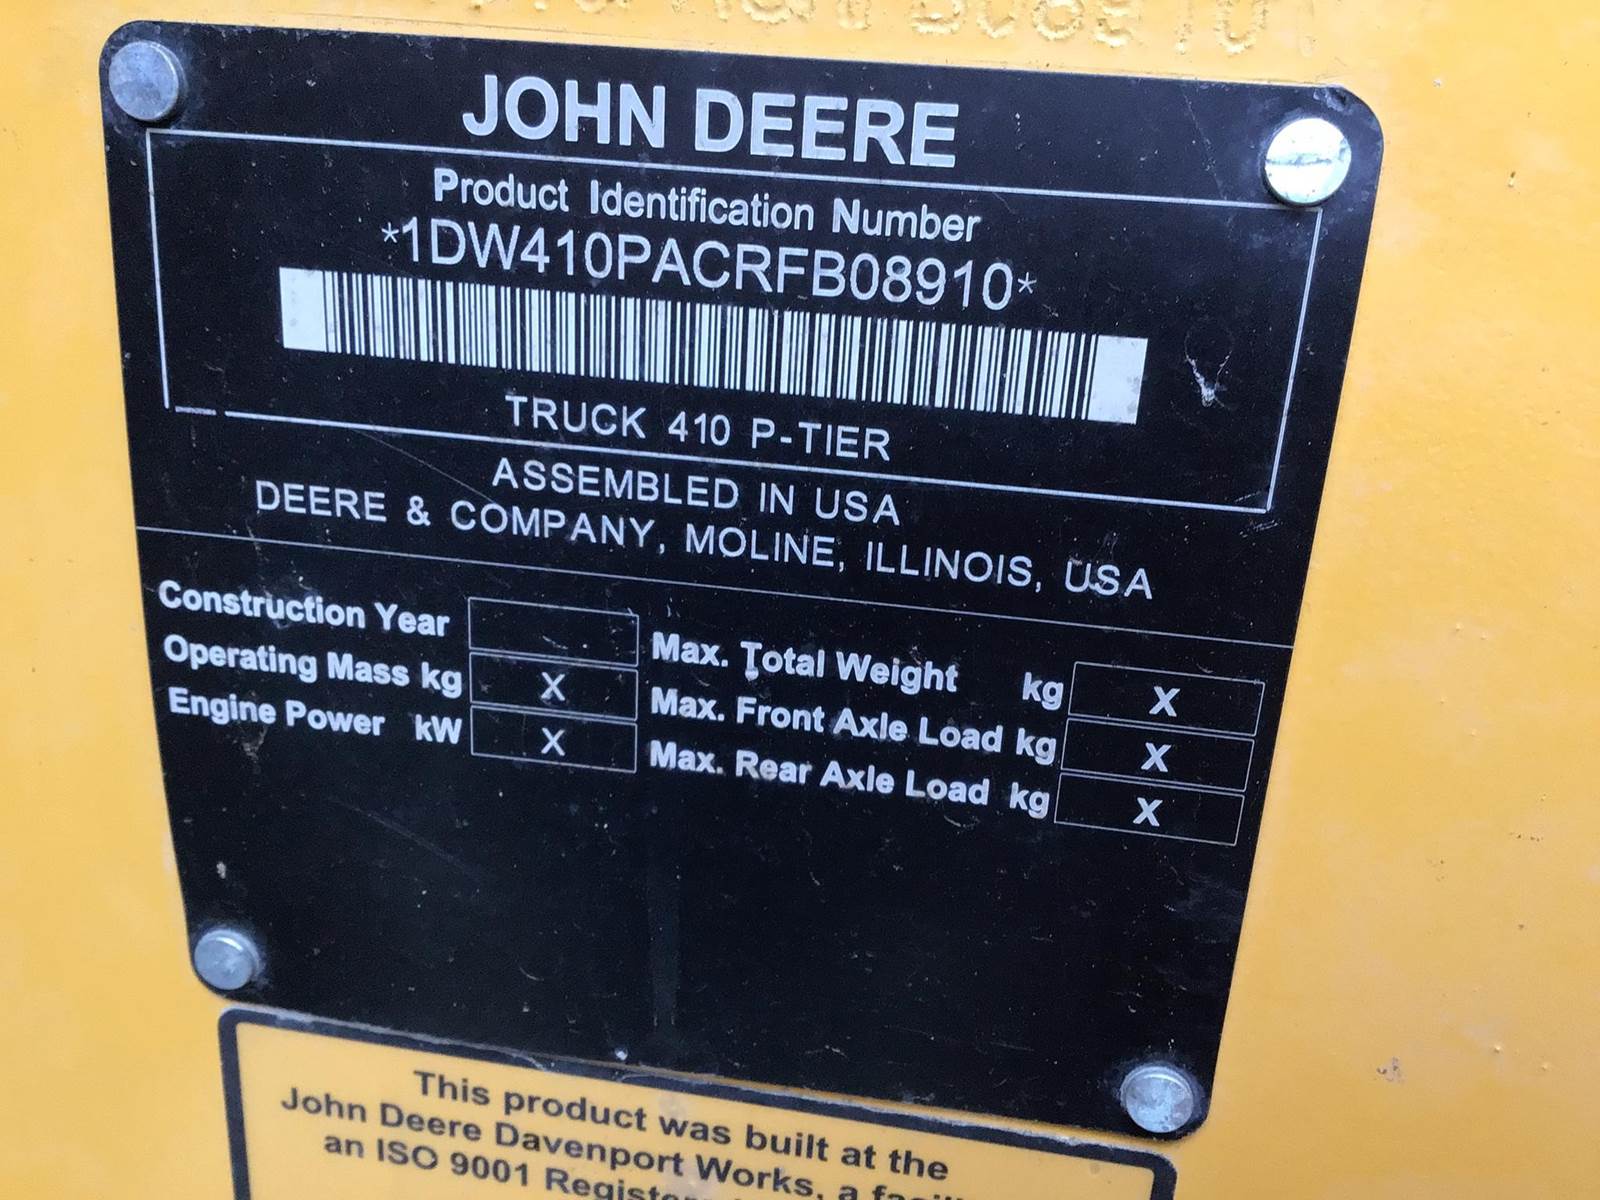 JOHN DEERE
Product Identification Number
*1DW410PACRFB08910*
TRUCK 410 P-TIER
ASSEMBLED IN USA
DEERE & COMPANY, MOLINE, ILLINOIS, USA
Construction Year
Operating Mass kg X
Engine Power kW X
Max. Total Weight kg X
Max. Front Axle Load kg X
Max. Rear Axle Load kg X
This product was built at the
John Deere Davenport Works, a
an ISO 9001